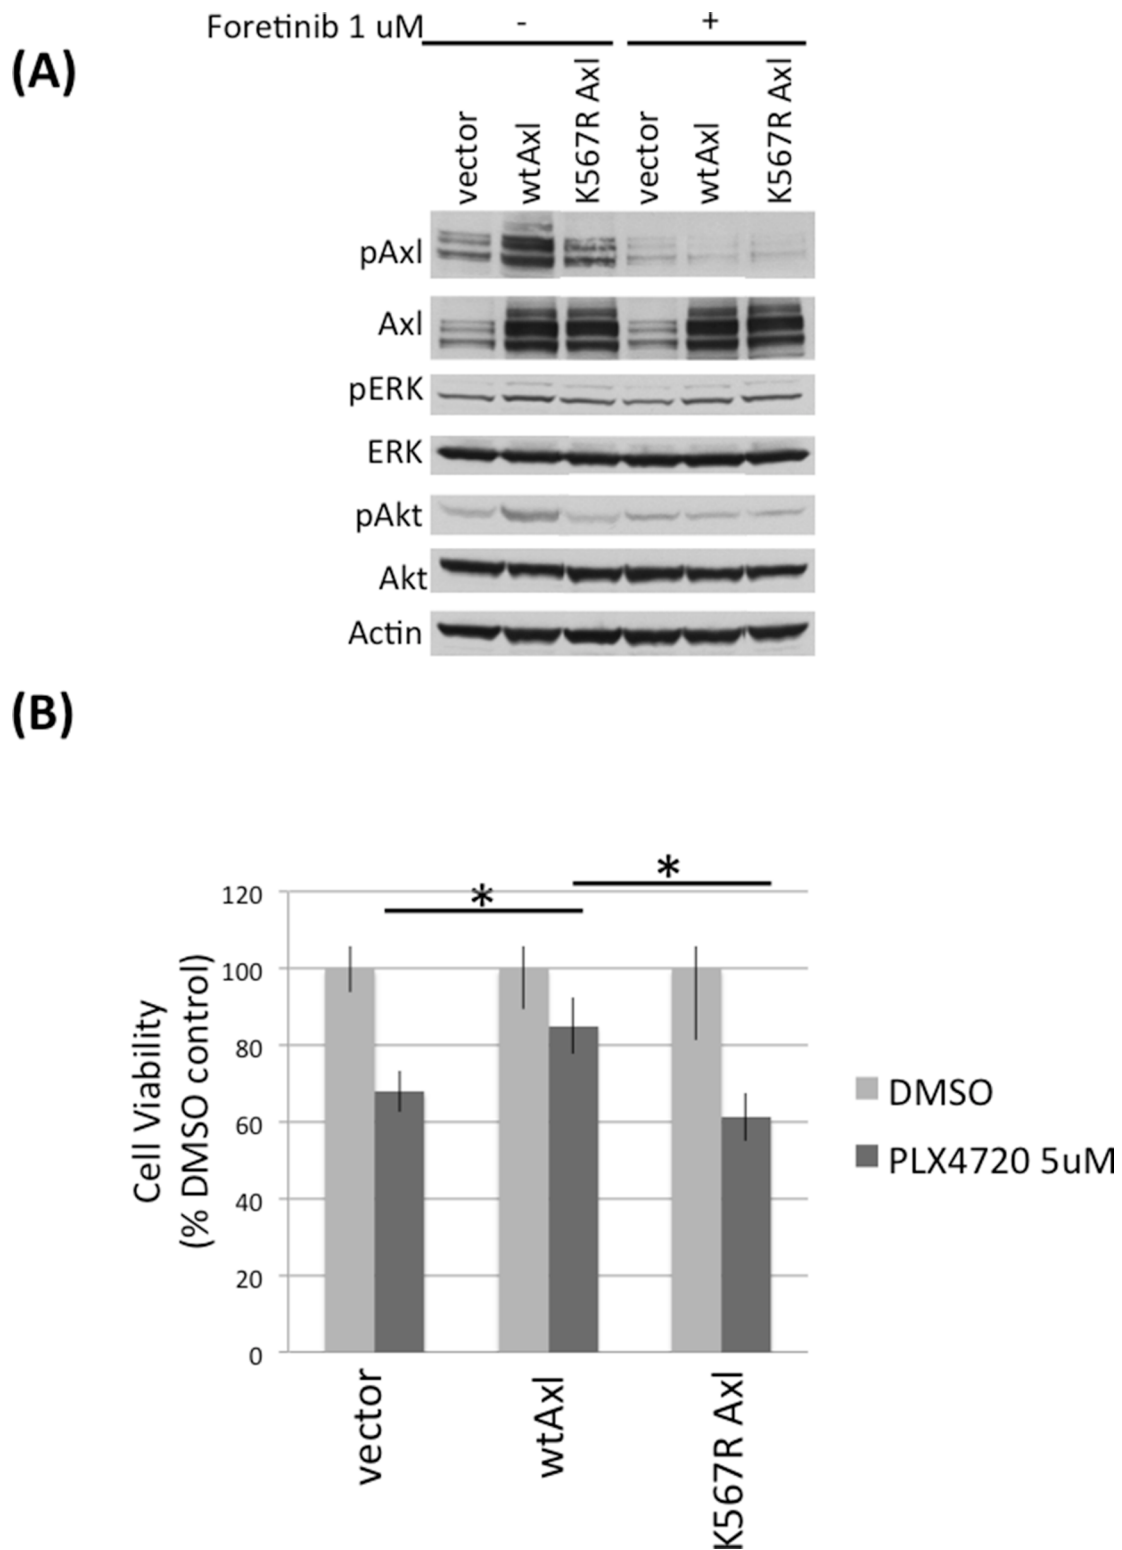 Foretinib 1 uM - +
(A)
vector
wtAxl
K567R Axl
vector
wtAxl
K567R Axl
pAxl
Axl
pERK
ERK
pAkt
Akt
Actin
(B)
*
*
120
100
80
60
40
20
0
Cell Viability
(% DMSO control)
DMSO
PLX4720 5uM
vector
wtAxl
K567R Axl